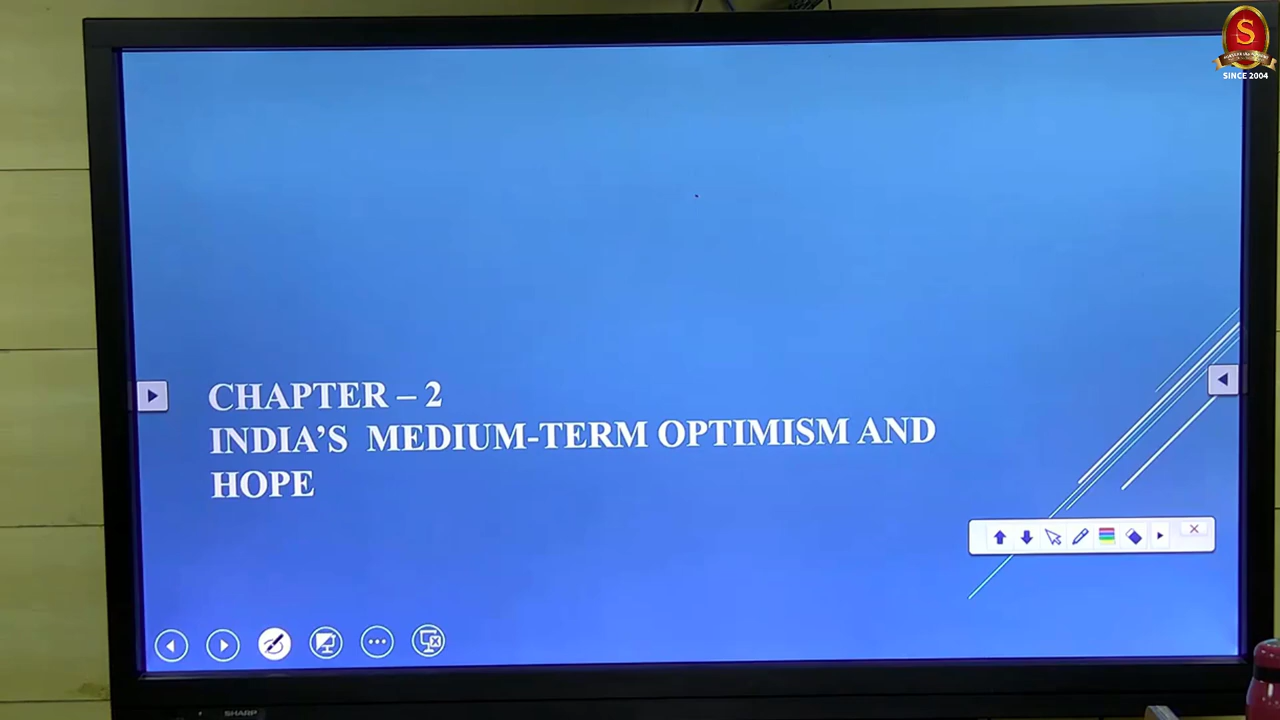 S
SINCE 2004
CHAPTER – 2
INDIA’S MEDIUM-TERM OPTIMISM AND
HOPE
SHARP